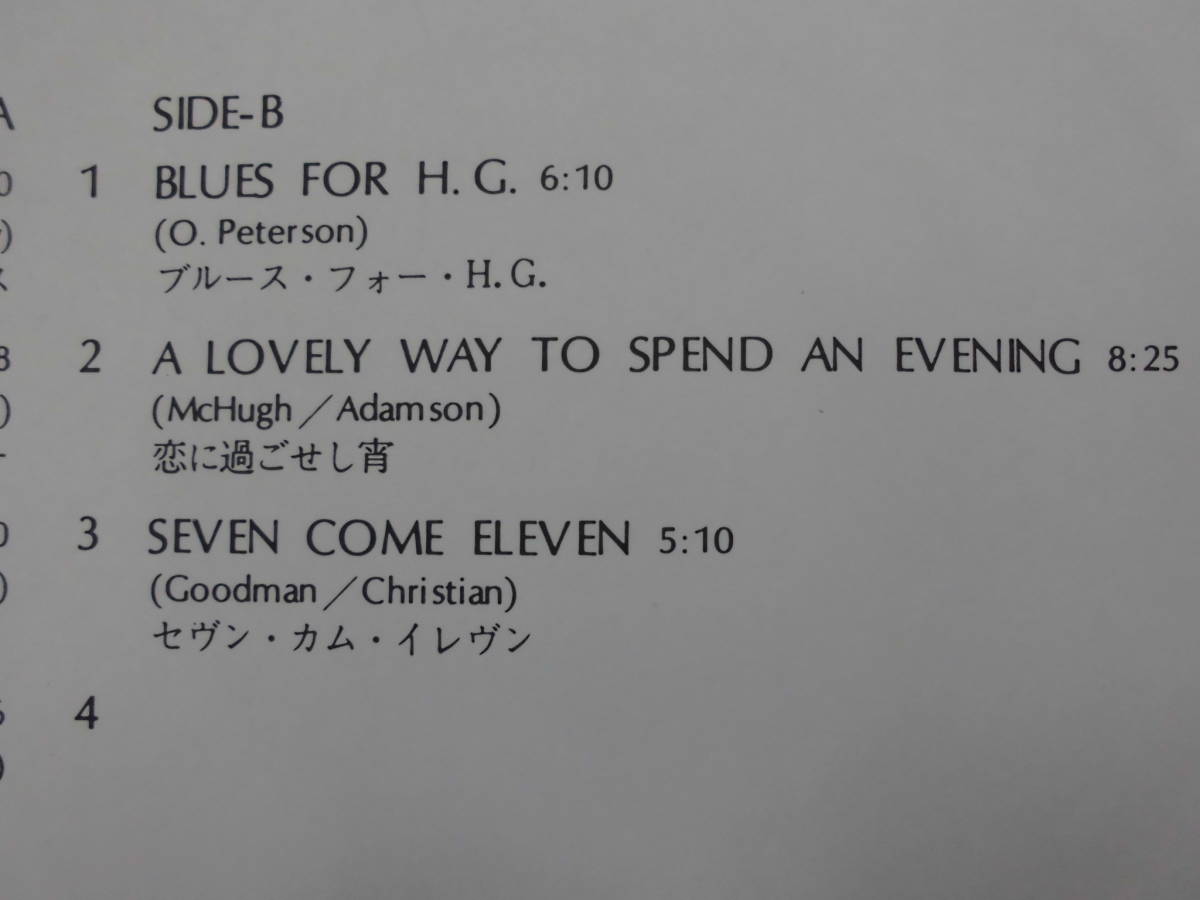 SIDE-B
1 BLUES FOR H. G. 6:10
(O. Peterson)
ブルース・フォー・H. G.
2 A LOVELY WAY TO SPEND AN EVENING 8:25
(McHugh／Adamson)
恋に過ごせし宵
3 SEVEN COME ELEVEN 5:10
(Goodman／Christian)
セヴン・カム・イレヴン
4